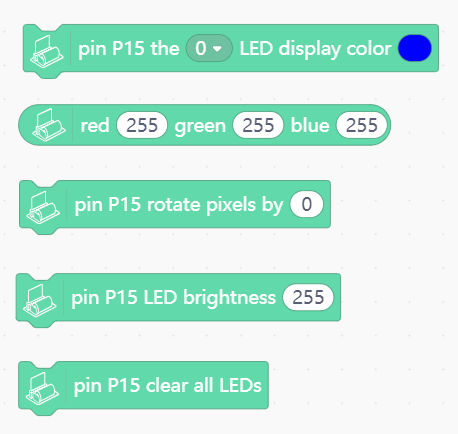 pin P15 the 0 LED display color
red 255 green 255 blue 255
pin P15 rotate pixels by 0
pin P15 LED brightness 255
pin P15 clear all LEDs